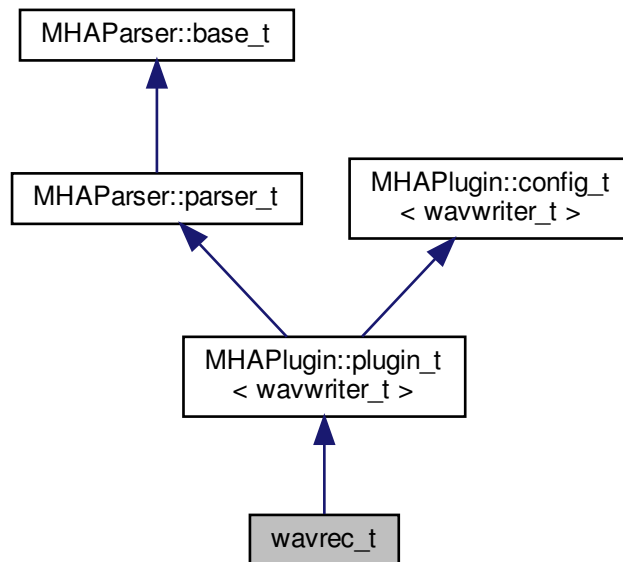 MHAParser::base_t
MHAParser::parser_t
MHAPlugin::config_t
< wavwriter_t >
MHAPlugin::plugin_t
< wavwriter_t >
wavrec_t